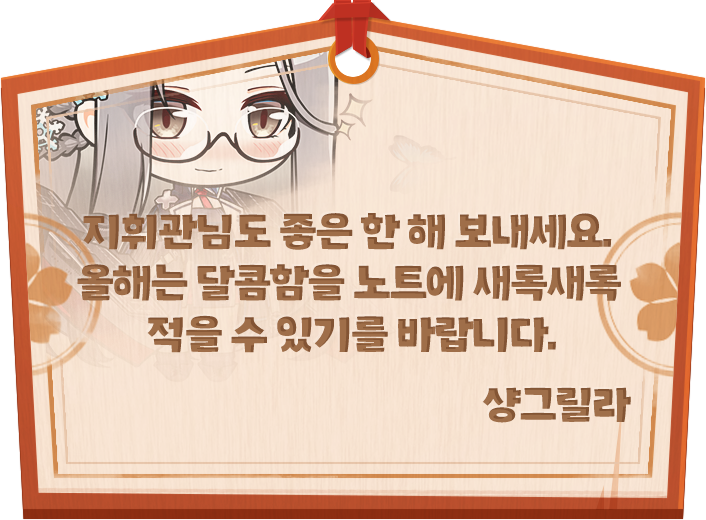 지휘관님도 좋은 한 해 보내세요.
올해는 달콤함을 노트에 새록새록
적을 수 있기를 바랍니다.
샹그릴라